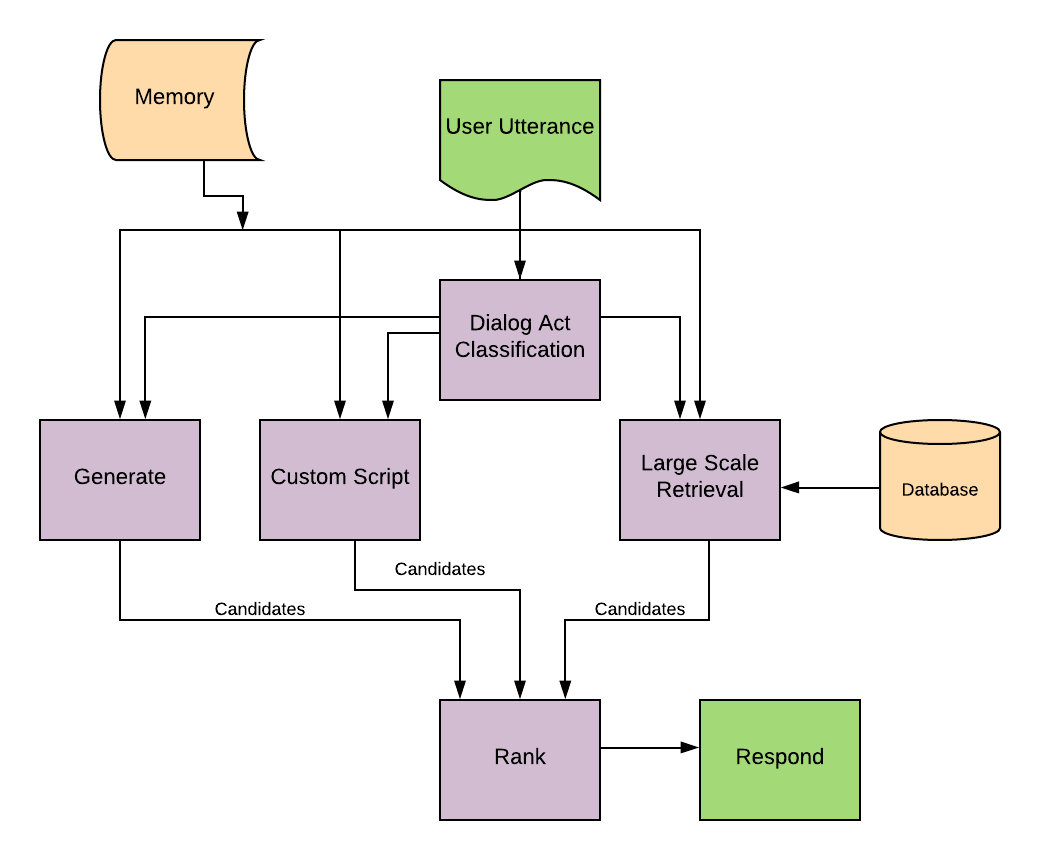 Memory
User Utterance
Dialog Act
Classification
Generate
Custom Script
Large Scale
Retrieval
Database
Candidates
Candidates
Candidates
Rank
Respond